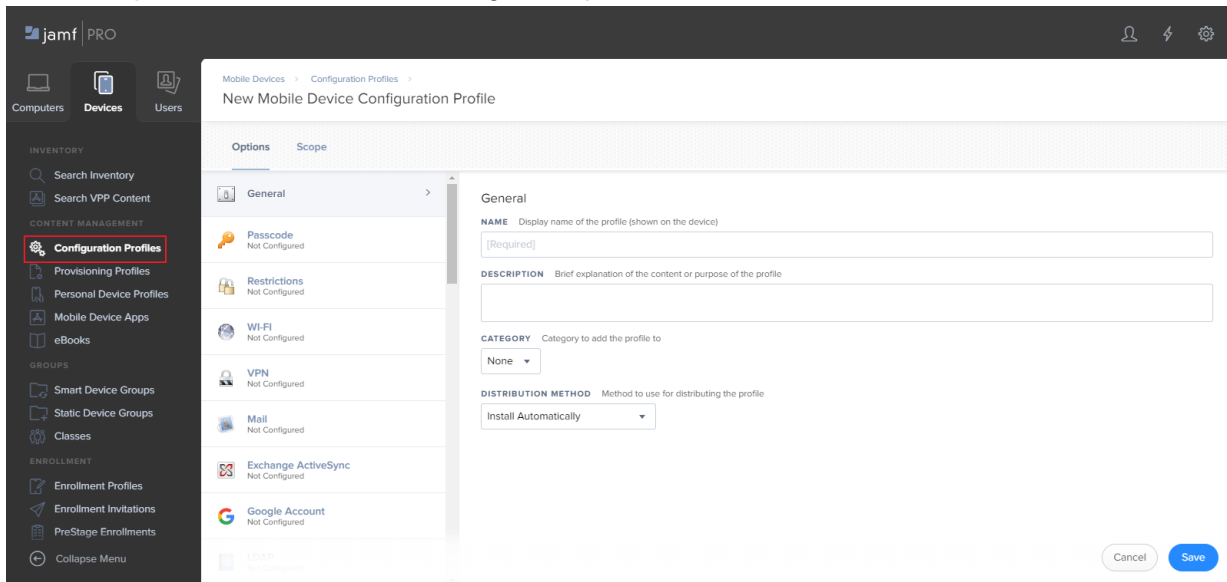 jamf PRO
Computers Devices Users
Mobile Devices > Configuration Profiles >
New Mobile Device Configuration Profile
Options Scope
INVENTORY
Search Inventory
Search VPP Content
CONTENT MANAGEMENT
Configuration Profiles
Provisioning Profiles
Personal Device Profiles
Mobile Device Apps
eBooks
GROUPS
Smart Device Groups
Static Device Groups
Classes
ENROLLMENT
Enrollment Profiles
Enrollment Invitations
PreStage Enrollments
Collapse Menu
General
Passcode
Not Configured
Restrictions
Not Configured
WI-FI
Not Configured
VPN
Not Configured
Mail
Not Configured
Exchange ActiveSync
Not Configured
Google Account
Not Configured
LDAP
Not Configured
General
NAME Display name of the profile (shown on the device)
[Required]
DESCRIPTION Brief explanation of the content or purpose of the profile
CATEGORY Category to add the profile to
None
DISTRIBUTION METHOD Method to use for distributing the profile
Install Automatically
Cancel Save